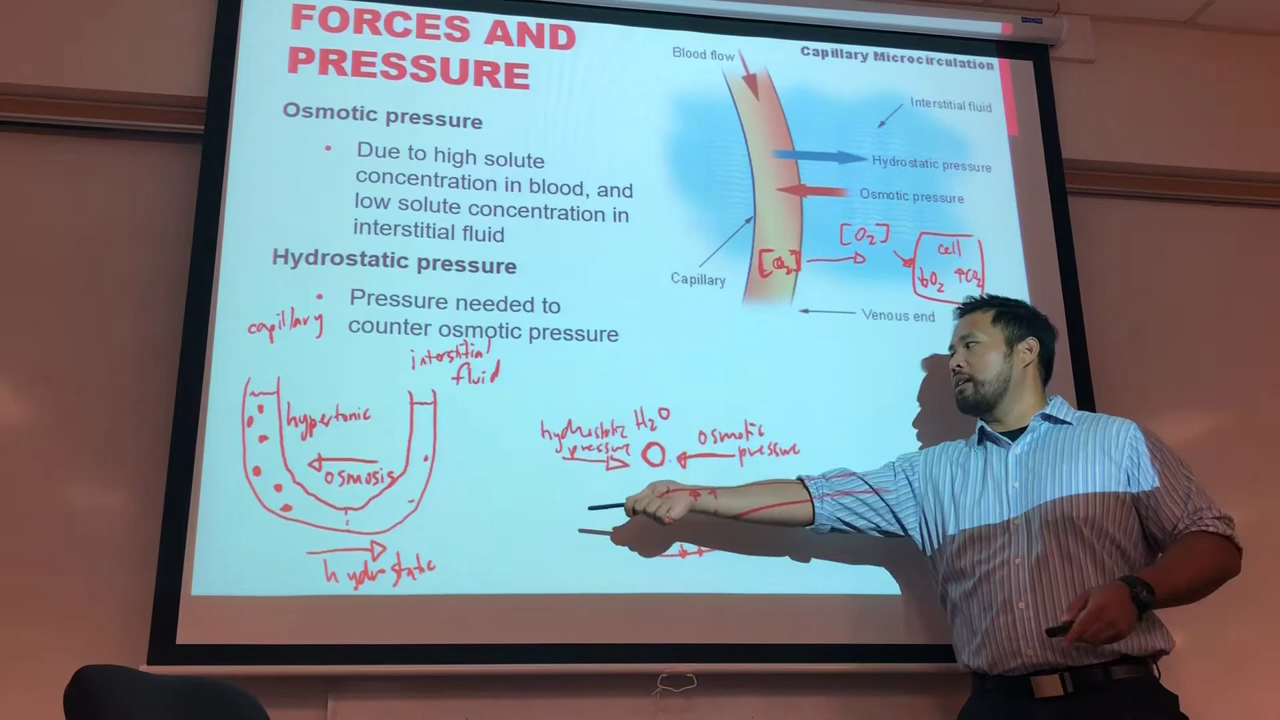 FORCES AND
PRESSURE
Osmotic pressure
• Due to high solute
concentration in blood, and
low solute concentration in
interstitial fluid
Hydrostatic pressure
• Pressure needed to
counter osmotic pressure
Blood flow
Capillary Microcirculation
Interstitial fluid
Hydrostatic pressure
Osmotic pressure
Capillary
Venous end
[O₂]
[O₂]
cell
↓O₂ ↑CO₂
capillary
interstitial
fluid
hypertonic
osmosis
hydrostatic
hydrostatic
pressure
H₂O
osmotic
pressure